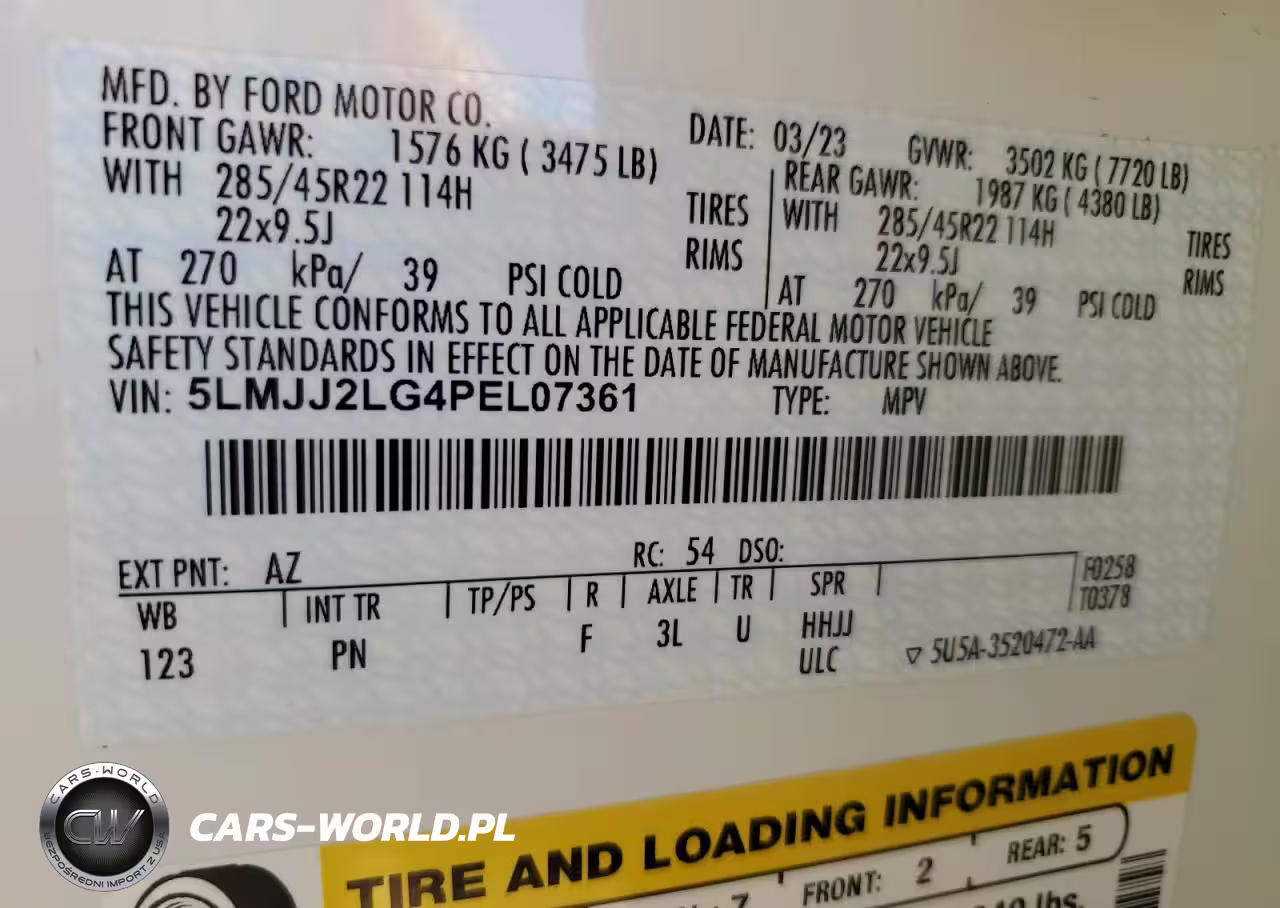 MFD. BY FORD MOTOR CO.
DATE: 03/23 GVWR: 3502 KG ( 7720 LB)
FRONT GAWR: 1576 KG ( 3475 LB)
REAR GAWR: 1987 KG ( 4380 LB)
WITH 285/45R22 114H TIRES
WITH 285/45R22 114H TIRES
22x9.5J RIMS
22x9.5J RIMS
AT 270 kPa/ 39 PSI COLD
AT 270 kPa/ 39 PSI COLD
THIS VEHICLE CONFORMS TO ALL APPLICABLE FEDERAL MOTOR VEHICLE
SAFETY STANDARDS IN EFFECT ON THE DATE OF MANUFACTURE SHOWN ABOVE.
VIN: 5LMJJ2LG4PEL07361 TYPE: MPV
EXT PNT: AZ RC: 54 DSO:
WB INT TR TP/PS R AXLE TR SPR F0258
T0378
123 PN F 3L U HHJJ
ULC ▽ 5U5A-3520472-AA
TIRE AND LOADING INFORMATION
7 FRONT: 2 REAR: 5
lbs.
CARS-WORLD
CW
BEZPOŚREDNI IMPORT Z USA
CARS-WORLD.PL